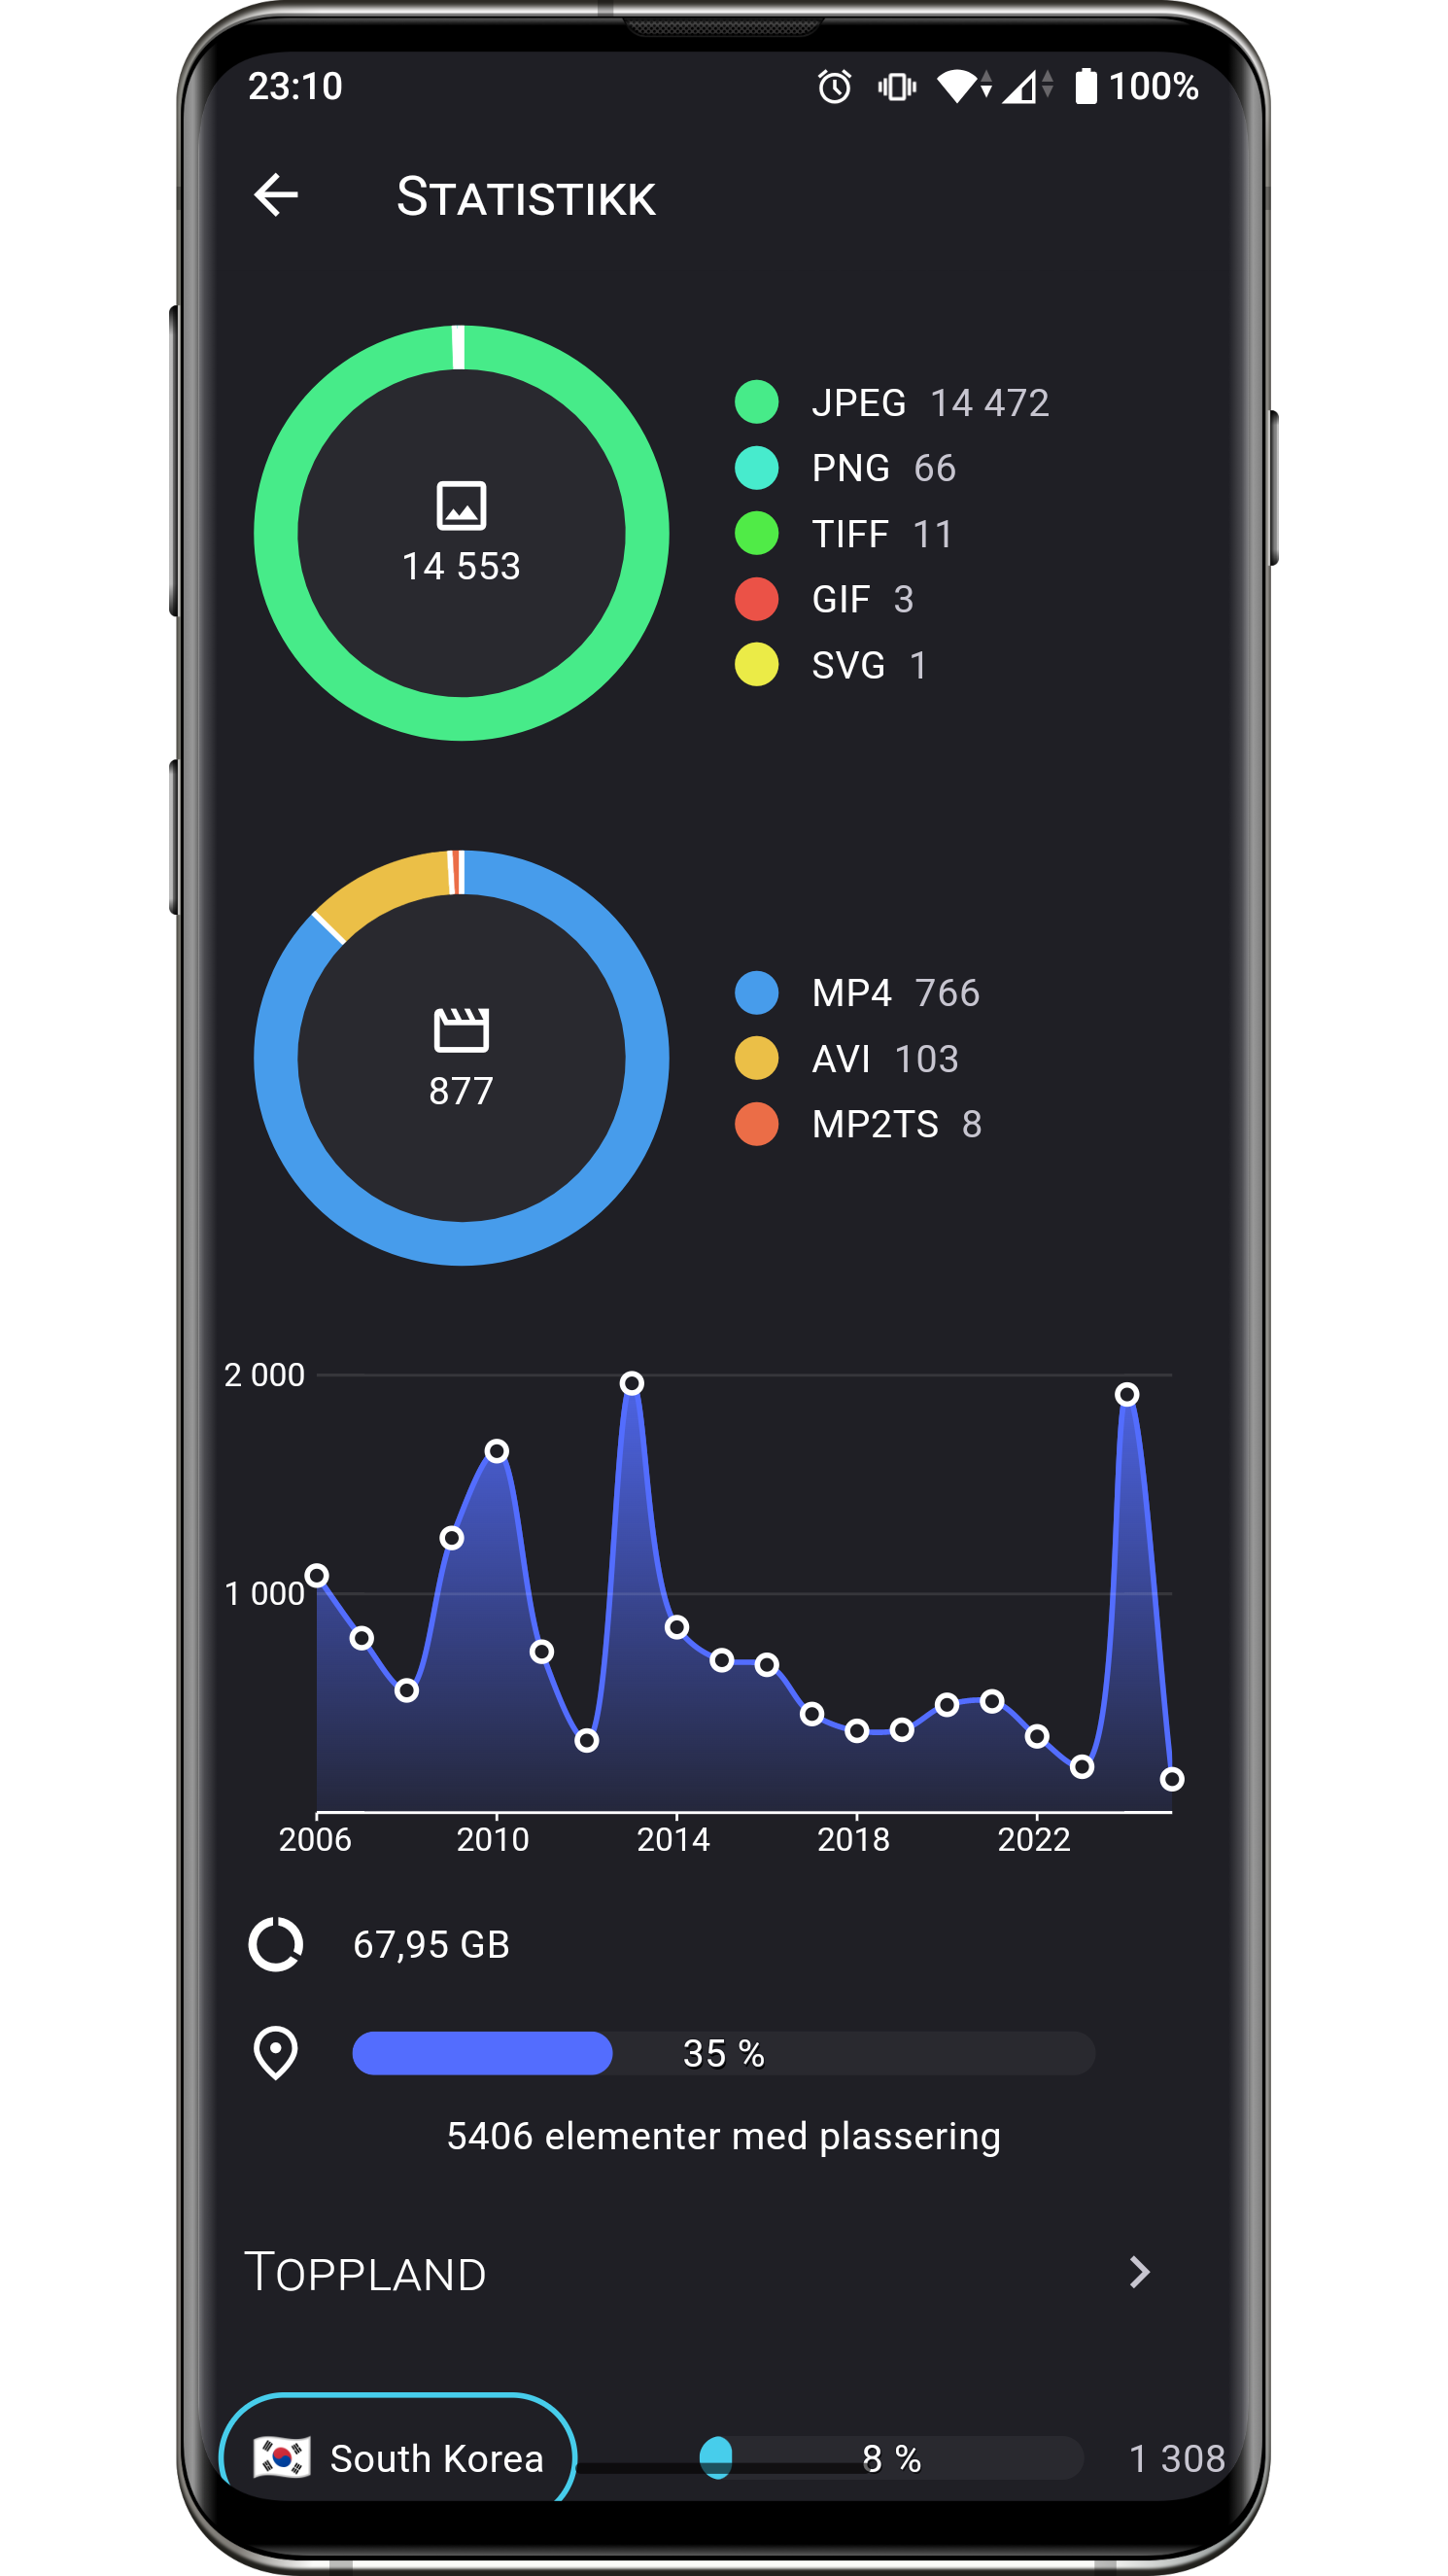 23:10 100%
STATISTIKK
14 553
JPEG 14 472
PNG 66
TIFF 11
GIF 3
SVG 1
877
MP4 766
AVI 103
MP2TS 8
2 000
1 000
2006 2010 2014 2018 2022
67,95 GB
35 %
5406 elementer med plassering
TOPPLAND
South Korea 8 % 1 308